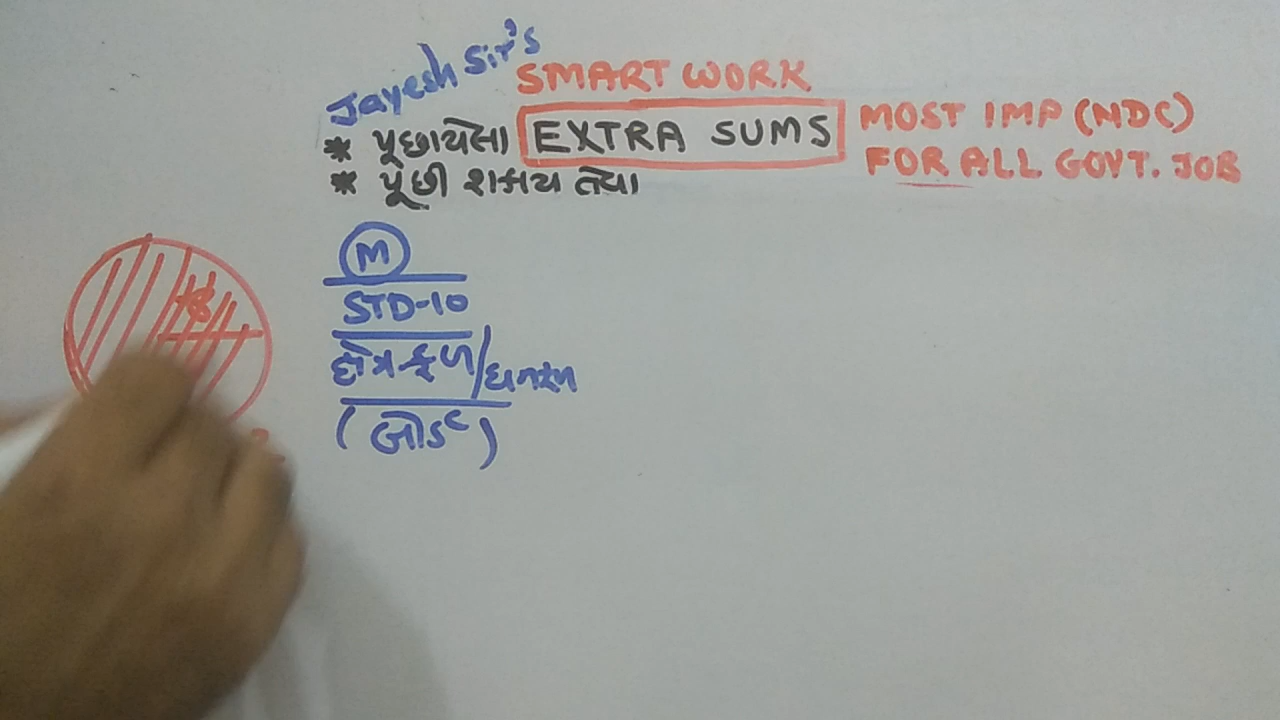 Jayesh Sir's
SMART WORK
* પૂછાયેલા EXTRA SUMS
* પૂછી શકાય તેવા
MOST IMP (NDC)
FOR ALL GOVT. JOB
M
STD-10
ક્ષેત્રફળ/ઘનફળ
(બોર્ડ)